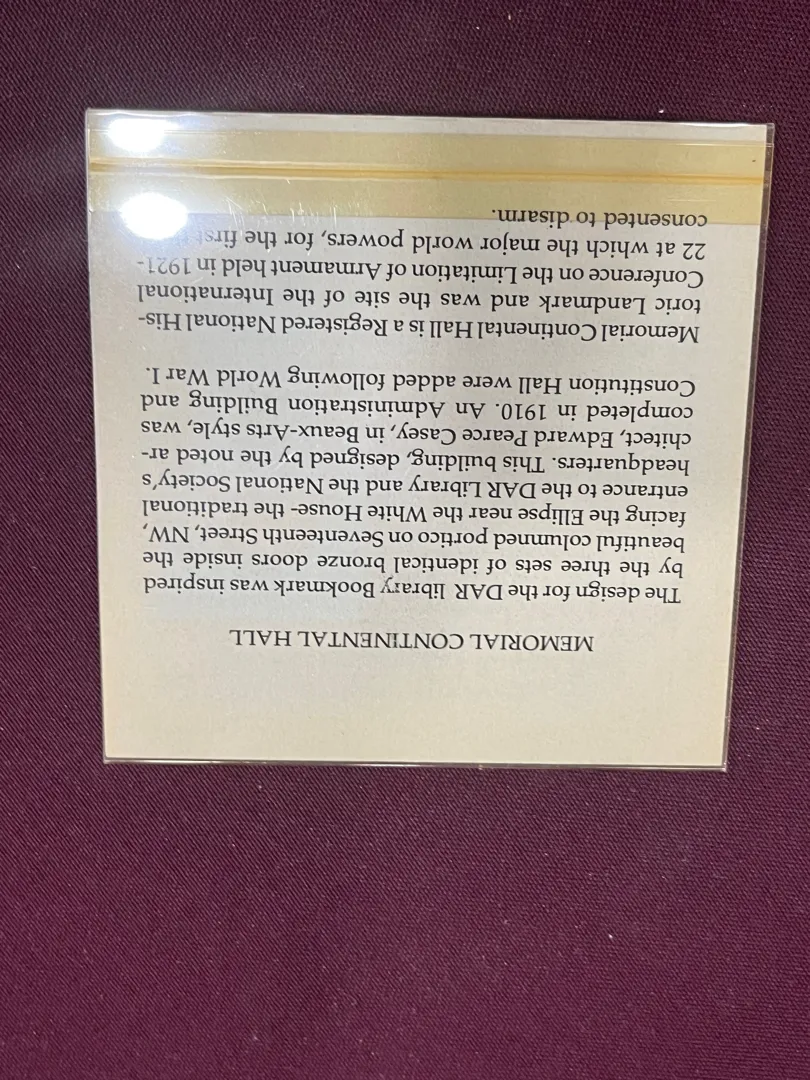 MEMORIAL CONTINENTAL HALL
The design for the DAR library Bookmark was inspired
by the three sets of identical bronze doors inside the
beautiful columned portico on Seventeenth Street, NW,
facing the Ellipse near the White House- the traditional
entrance to the DAR Library and the National Society's
headquarters. This building, designed by the noted ar-
chitect, Edward Pearce Casey, in Beaux-Arts style, was
completed in 1910. An Administration Building and
Constitution Hall were added following World War I.
Memorial Continental Hall is a Registered National His-
toric Landmark and was the site of the International
Conference on the Limitation of Armament held in 1921-
22 at which the major world powers, for the first
consented to disarm.